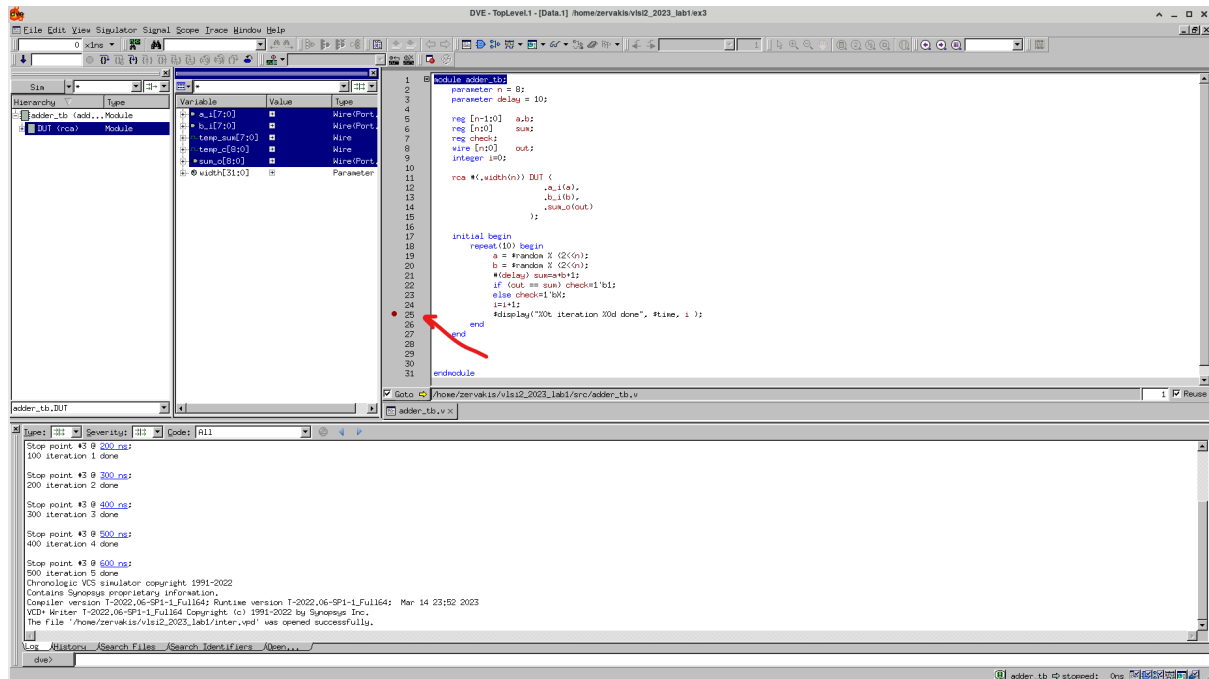 DVE - TopLevel.1 - [Data.1] /home/zervakis/vlsi2_2023_lab1/ex3
File Edit View Simulator Signal Scope Trace Window Help
0 x1ns
Sim
Hierarchy Type
adder_tb (add... Module
DUT (rca) Module
adder_tb.DUT
Variable Value Type
a_i[7:0] Wire(Port.
b_i[7:0] Wire(Port.
temp_sum[7:0] Wire
temp_c[8:0] Wire
sum_o[8:0] Wire(Port.
width[31:0] Parameter
1 module adder_tb;
2 parameter n = 8;
3 parameter delay = 10;
4
5 reg [n-1:0] a,b;
6 reg [n:0] sum;
7 reg check;
8 wire [n:0] out;
9 integer i=0;
10
11 rca #(.width(n)) DUT (
12 .a_i(a),
13 .b_i(b),
14 .sum_o(out)
15 );
16
17 initial begin
18 repeat(10) begin
19 a = $random % (2<<n);
20 b = $random % (2<<n);
21 #(delay) sum=a+b+1;
22 if (out == sum) check=1'b1;
23 else check=1'bX;
24 i=i+1;
25 $display("%0t iteration %0d done", $time, i );
26 end
27 end
28
29
30
31 endmodule
Goto /home/zervakis/vlsi2_2023_lab1/src/adder_tb.v 1 Reuse
adder_tb.v
Type: Severity: Code: All
Stop point #3 @ 200 ns;
100 iteration 1 done
Stop point #3 @ 300 ns;
200 iteration 2 done
Stop point #3 @ 400 ns;
300 iteration 3 done
Stop point #3 @ 500 ns;
400 iteration 4 done
Stop point #3 @ 600 ns;
500 iteration 5 done
Chronologic VCS simulator copyright 1991-2022
Contains Synopsys proprietary information.
Compiler version T-2022.06-SP1-1_Full64; Runtime version T-2022.06-SP1-1_Full64; Mar 14 23:52 2023
VCD+ Writer T-2022.06-SP1-1_Full64 Copyright (c) 1991-2022 by Synopsys Inc.
The file '/home/zervakis/vlsi2_2023_lab1/inter.vpd' was opened successfully.
Log History Search Files Search Identifiers Open...
dve>
adder_tb stopped: 0ns